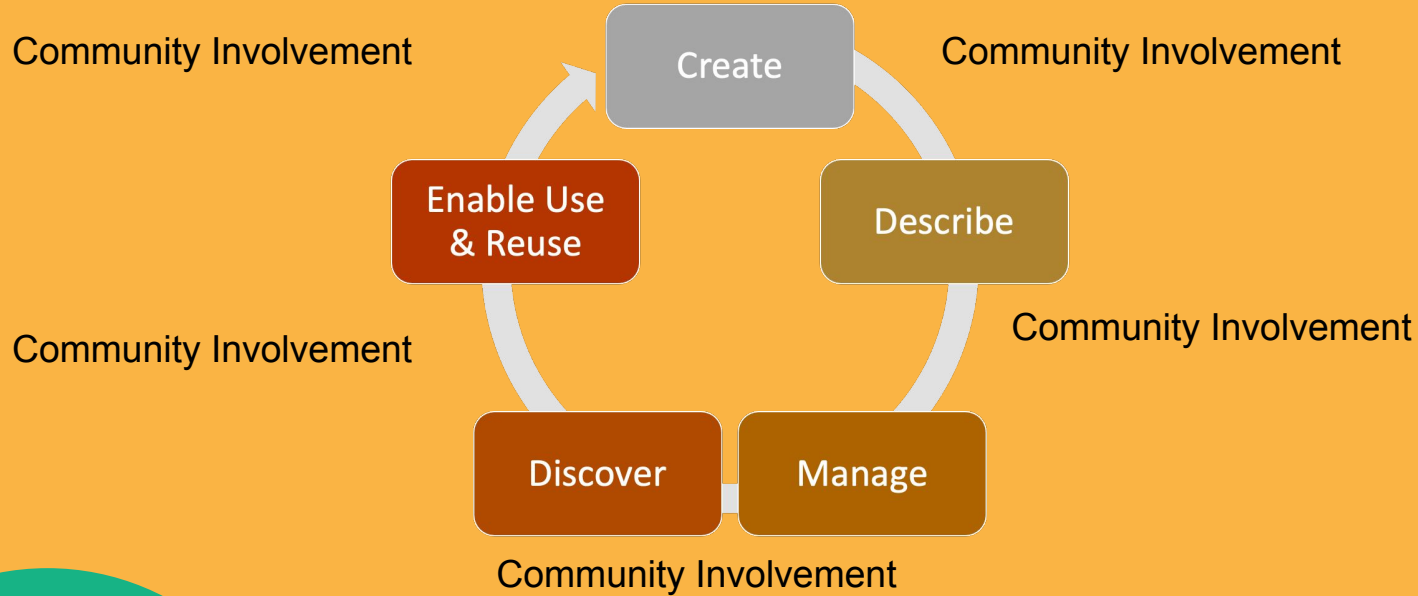 Community Involvement
Create
Community Involvement
Enable Use
& Reuse
Describe
Community Involvement
Community Involvement
Discover
Manage
Community Involvement